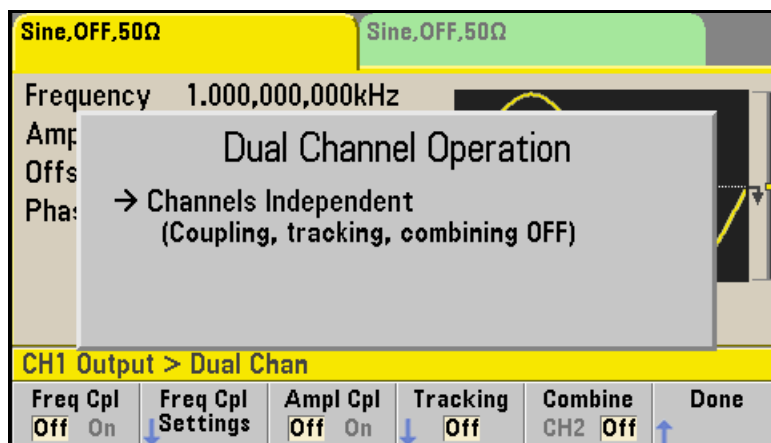 Sine,OFF,50Ω
Sine,OFF,50Ω
Frequency 1.000,000,000kHz
Amp
Offs
Phas
Dual Channel Operation
→ Channels Independent
(Coupling, tracking, combining OFF)
CH1 Output > Dual Chan
Freq Cpl
Off On
Freq Cpl
Settings
Ampl Cpl
Off On
Tracking
Off
Combine
CH2 Off
Done